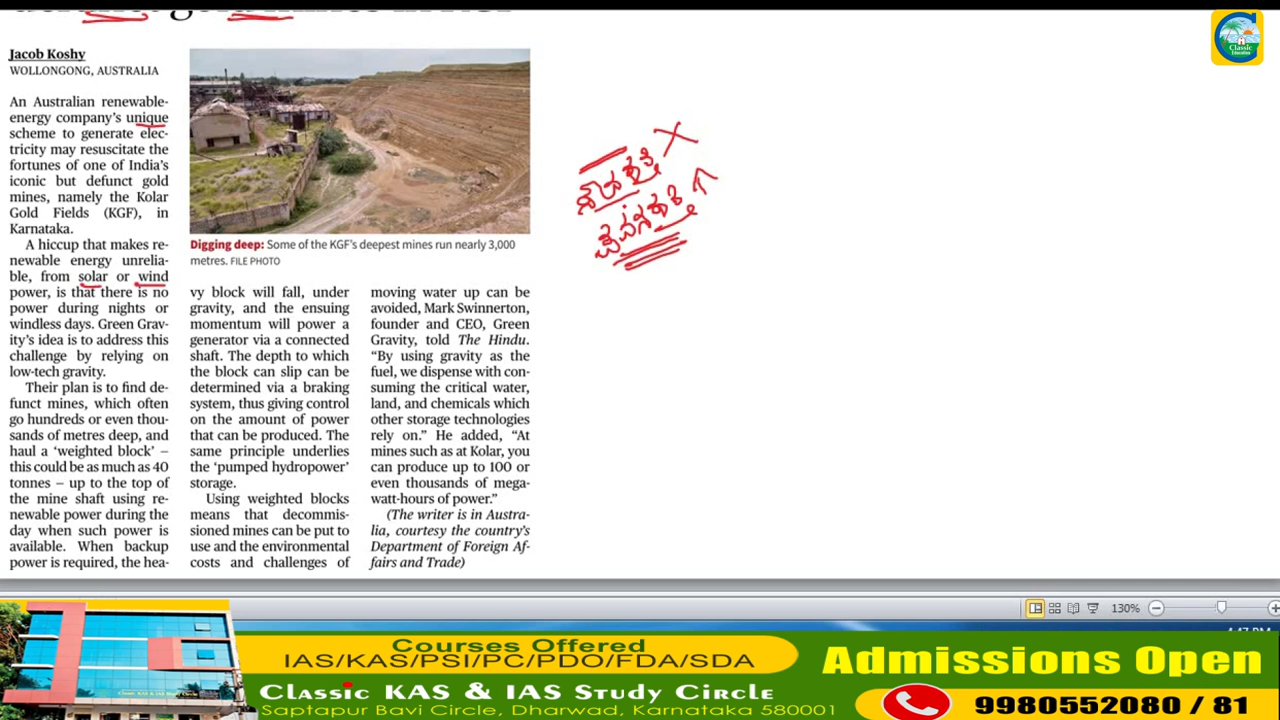 Jacob Koshy
WOLLONGONG, AUSTRALIA
An Australian renewable-
energy company's unique
scheme to generate elec-
tricity may resuscitate the
fortunes of one of India's
iconic but defunct gold
mines, namely the Kolar
Gold Fields (KGF), in
Karnataka.
A hiccup that makes re-
newable energy unrelia-
ble, from solar or wind
power, is that there is no
power during nights or
windless days. Green Grav-
ity's idea is to address this
challenge by relying on
low-tech gravity.
Their plan is to find de-
funct mines, which often
go hundreds or even thou-
sands of metres deep, and
haul a 'weighted block' –
this could be as much as 40
tonnes – up to the top of
the mine shaft using re-
newable power during the
day when such power is
available. When backup
power is required, the hea-
Digging deep: Some of the KGF's deepest mines run nearly 3,000
metres. FILE PHOTO
vy block will fall, under
gravity, and the ensuing
momentum will power a
generator via a connected
shaft. The depth to which
the block can slip can be
determined via a braking
system, thus giving control
on the amount of power
that can be produced. The
same principle underlies
the 'pumped hydropower'
storage.
Using weighted blocks
means that decommis-
sioned mines can be put to
use and the environmental
costs and challenges of
moving water up can be
avoided, Mark Swinnerton,
founder and CEO, Green
Gravity, told The Hindu.
"By using gravity as the
fuel, we dispense with con-
suming the critical water,
land, and chemicals which
other storage technologies
rely on." He added, "At
mines such as at Kolar, you
can produce up to 100 or
even thousands of mega-
watt-hours of power."
(The writer is in Austra-
lia, courtesy the country's
Department of Foreign Af-
fairs and Trade)
Classic
Education
130%
4:47 PM
Courses Offered
IAS/KAS/PSI/PC/PDO/FDA/SDA
Classic KAS & IAS Study Circle
Saptapur Bavi Circle, Dharwad, Karnataka 580001
Admissions Open
9980552080 / 81